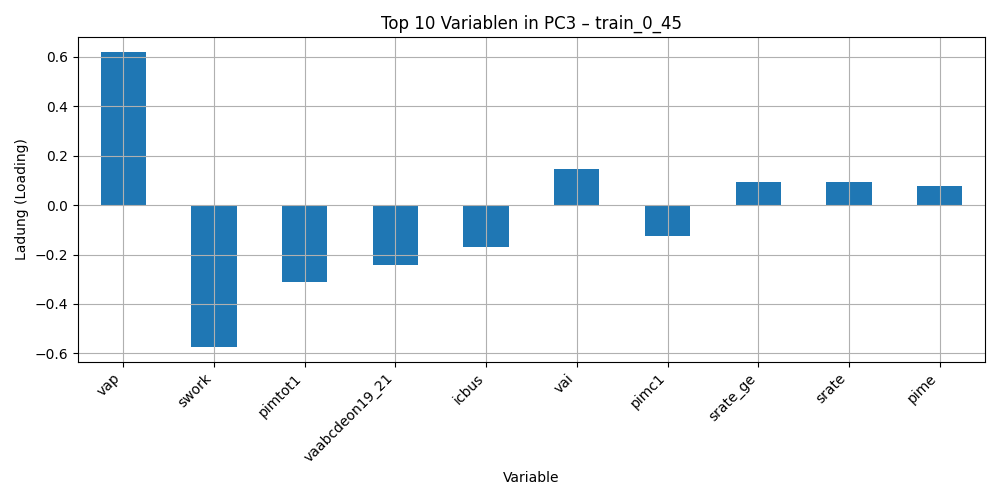 Top 10 Variablen in PC3 – train_0_45
Ladung (Loading)
0.6
0.4
0.2
0.0
−0.2
−0.4
−0.6
vap
swork
pimtot1
vaabcdeon19_21
icbus
vai
pimc1
srate_ge
srate
pime
Variable